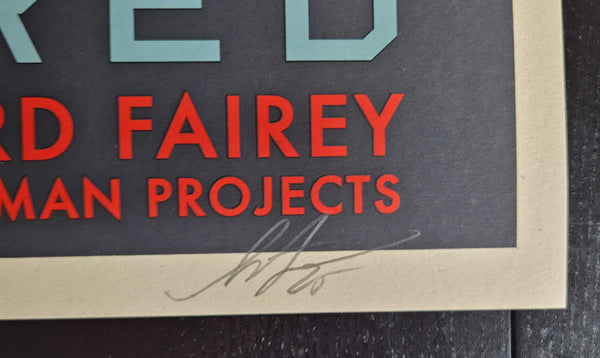 RED
RD FAIREY
MAN PROJECTS